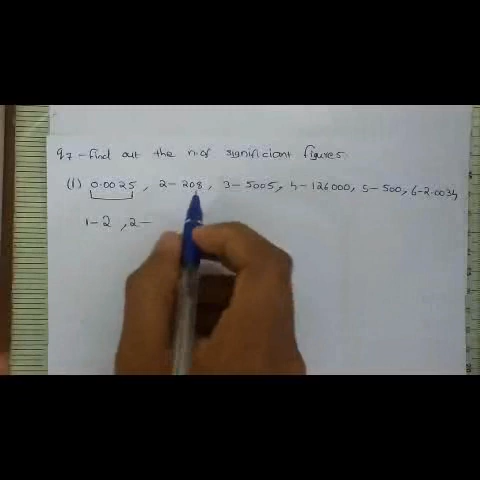 Q7 - Find out the n. of significiant figures.
(1) 0.0025, 2- 208, 3- 5005, 4- 126000, 5- 500, 6- 2.0034
1- 2, 2-